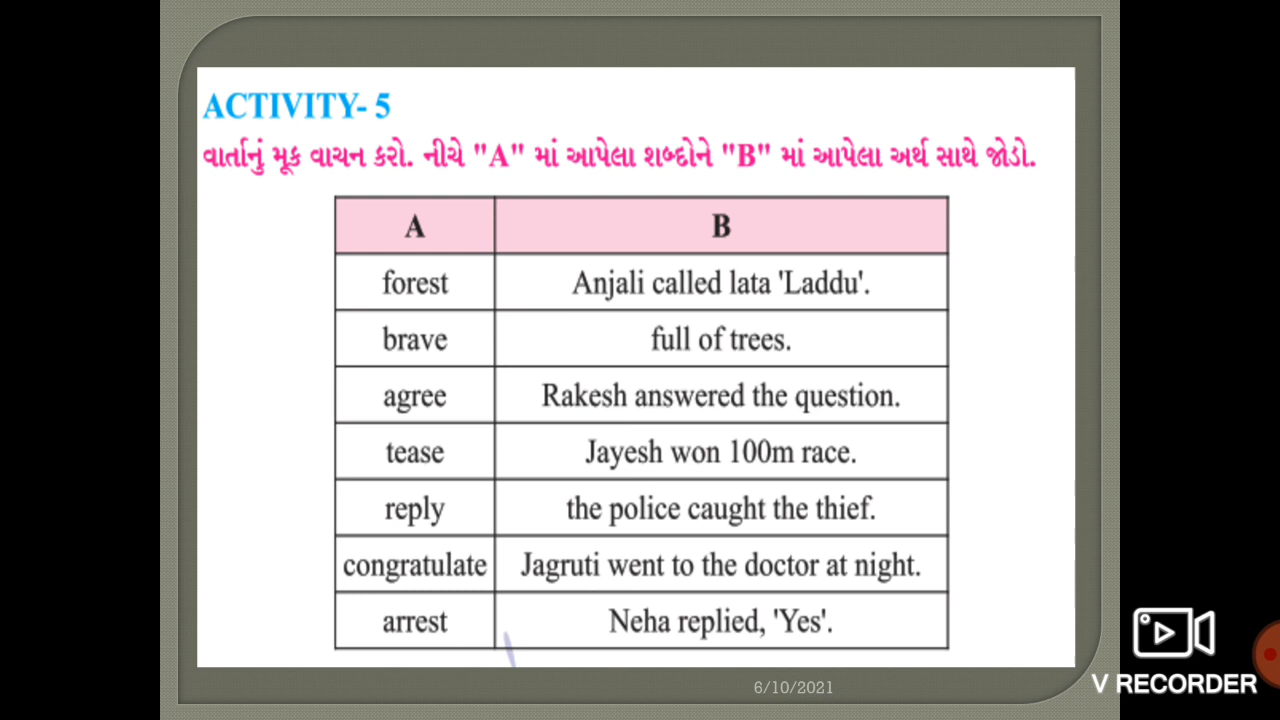 ACTIVITY- 5
વાર્તાનું મૂક વાચન કરો. નીચે "A" માં આપેલા શબ્દોને "B" માં આપેલા અર્થ સાથે જોડો.
A B
forest Anjali called lata 'Laddu'.
brave full of trees.
agree Rakesh answered the question.
tease Jayesh won 100m race.
reply the police caught the thief.
congratulate Jagruti went to the doctor at night.
arrest Neha replied, 'Yes'.
6/10/2021
V RECORDER